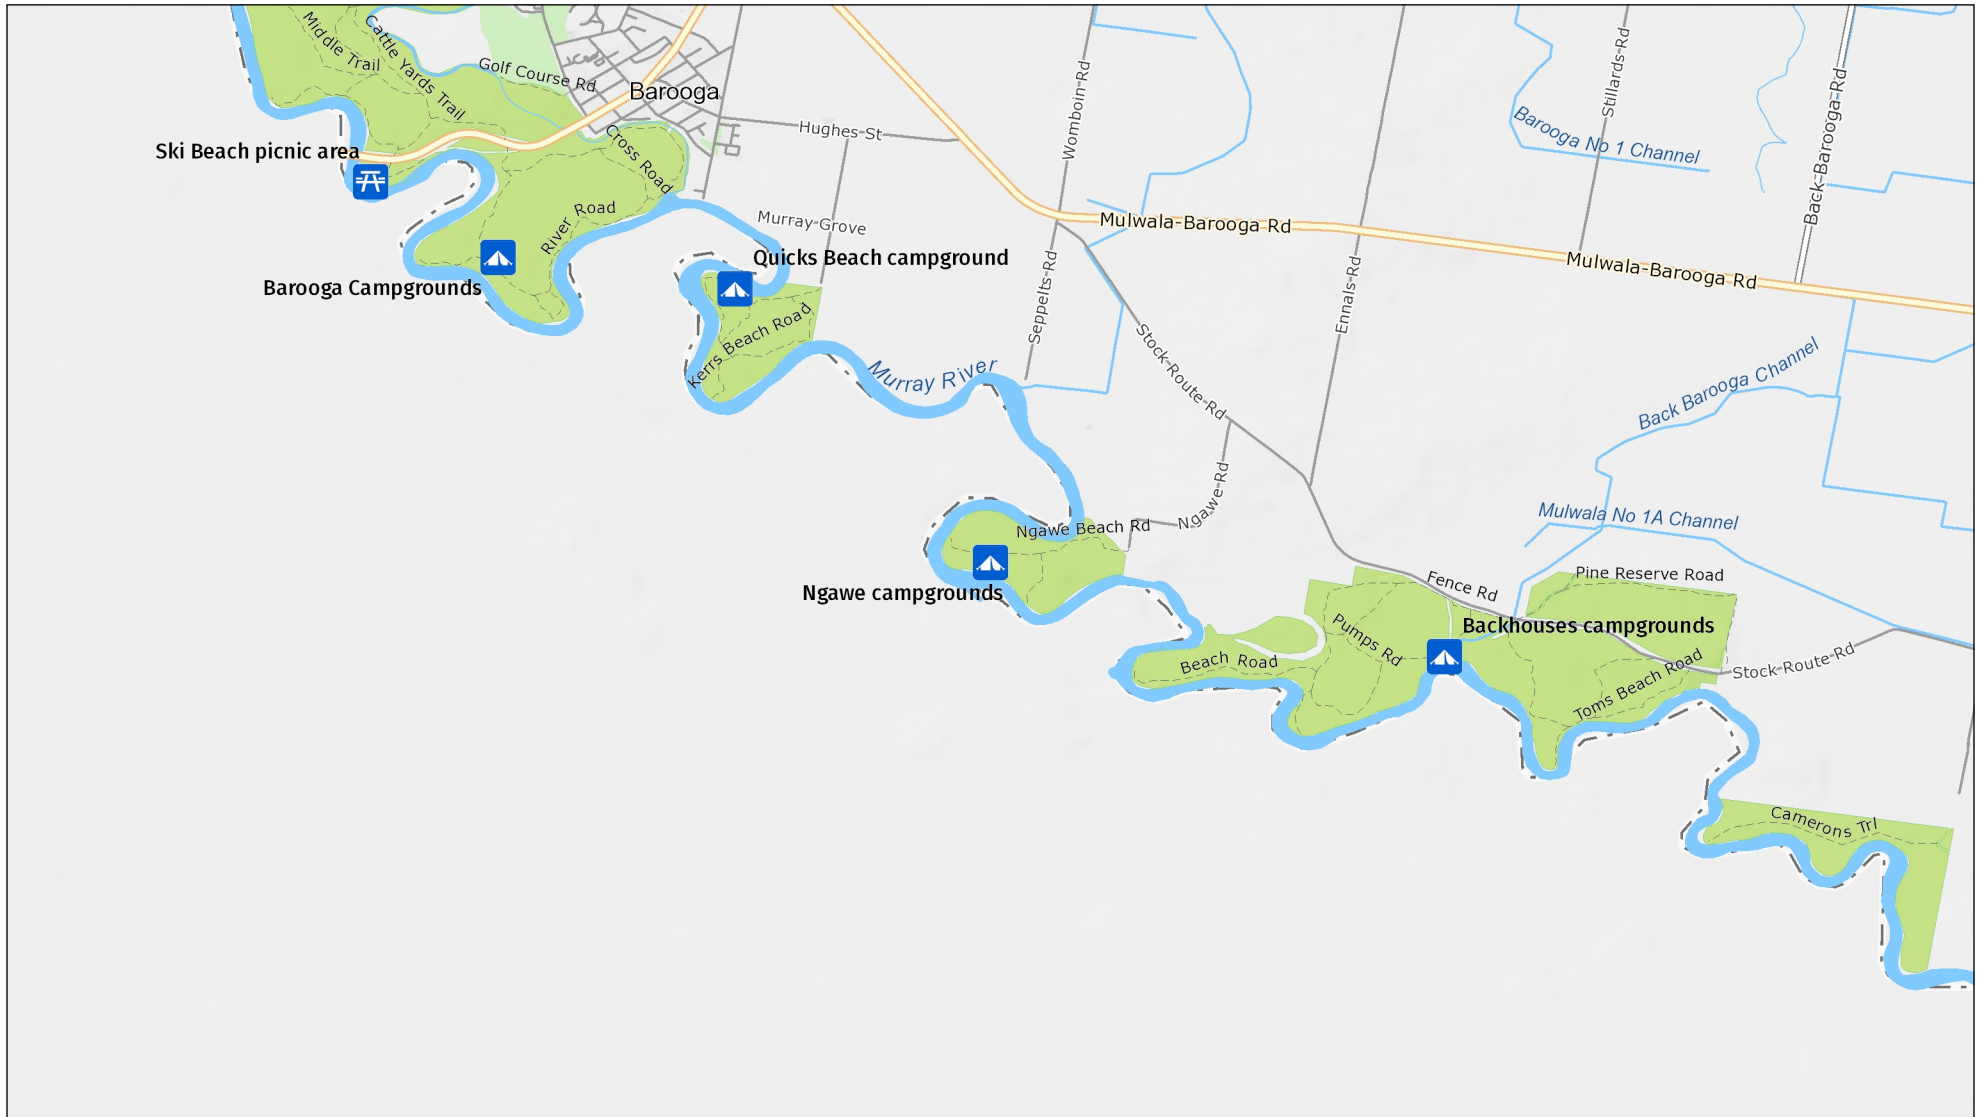 Middle Trail
Cattle Yards Trail
Golf Course Rd
Barooga
Hughes St
Womboin-Rd
Stillards-Rd
Back-Barooga-Rd
Barooga No 1 Channel
Ski Beach picnic area
Cross Road
River Road
Murray Grove
Mulwala-Barooga Rd
Mulwala-Barooga Rd
Quicks Beach campground
Barooga Campgrounds
Seppelts-Rd
Ennals-Rd
Kerrs Beach Road
Murray River
Stock-Route-Rd
Back Barooga Channel
Ngawe-Rd
Ngawe Beach Rd
Mulwala No 1A Channel
Ngawe campgrounds
Fence Rd
Pine Reserve Road
Pumps Rd
Backhouses campgrounds
Beach Road
Toms Beach Road
Stock-Route-Rd
Camerons Trl